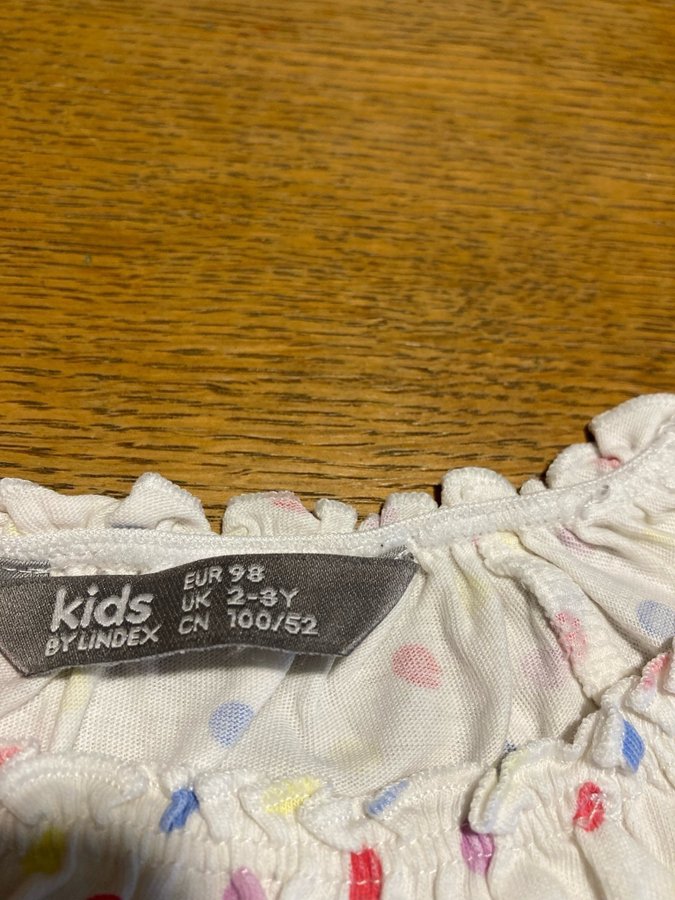 kids
BY LINDEX
EUR 98
UK 2-3Y
CN 100/52